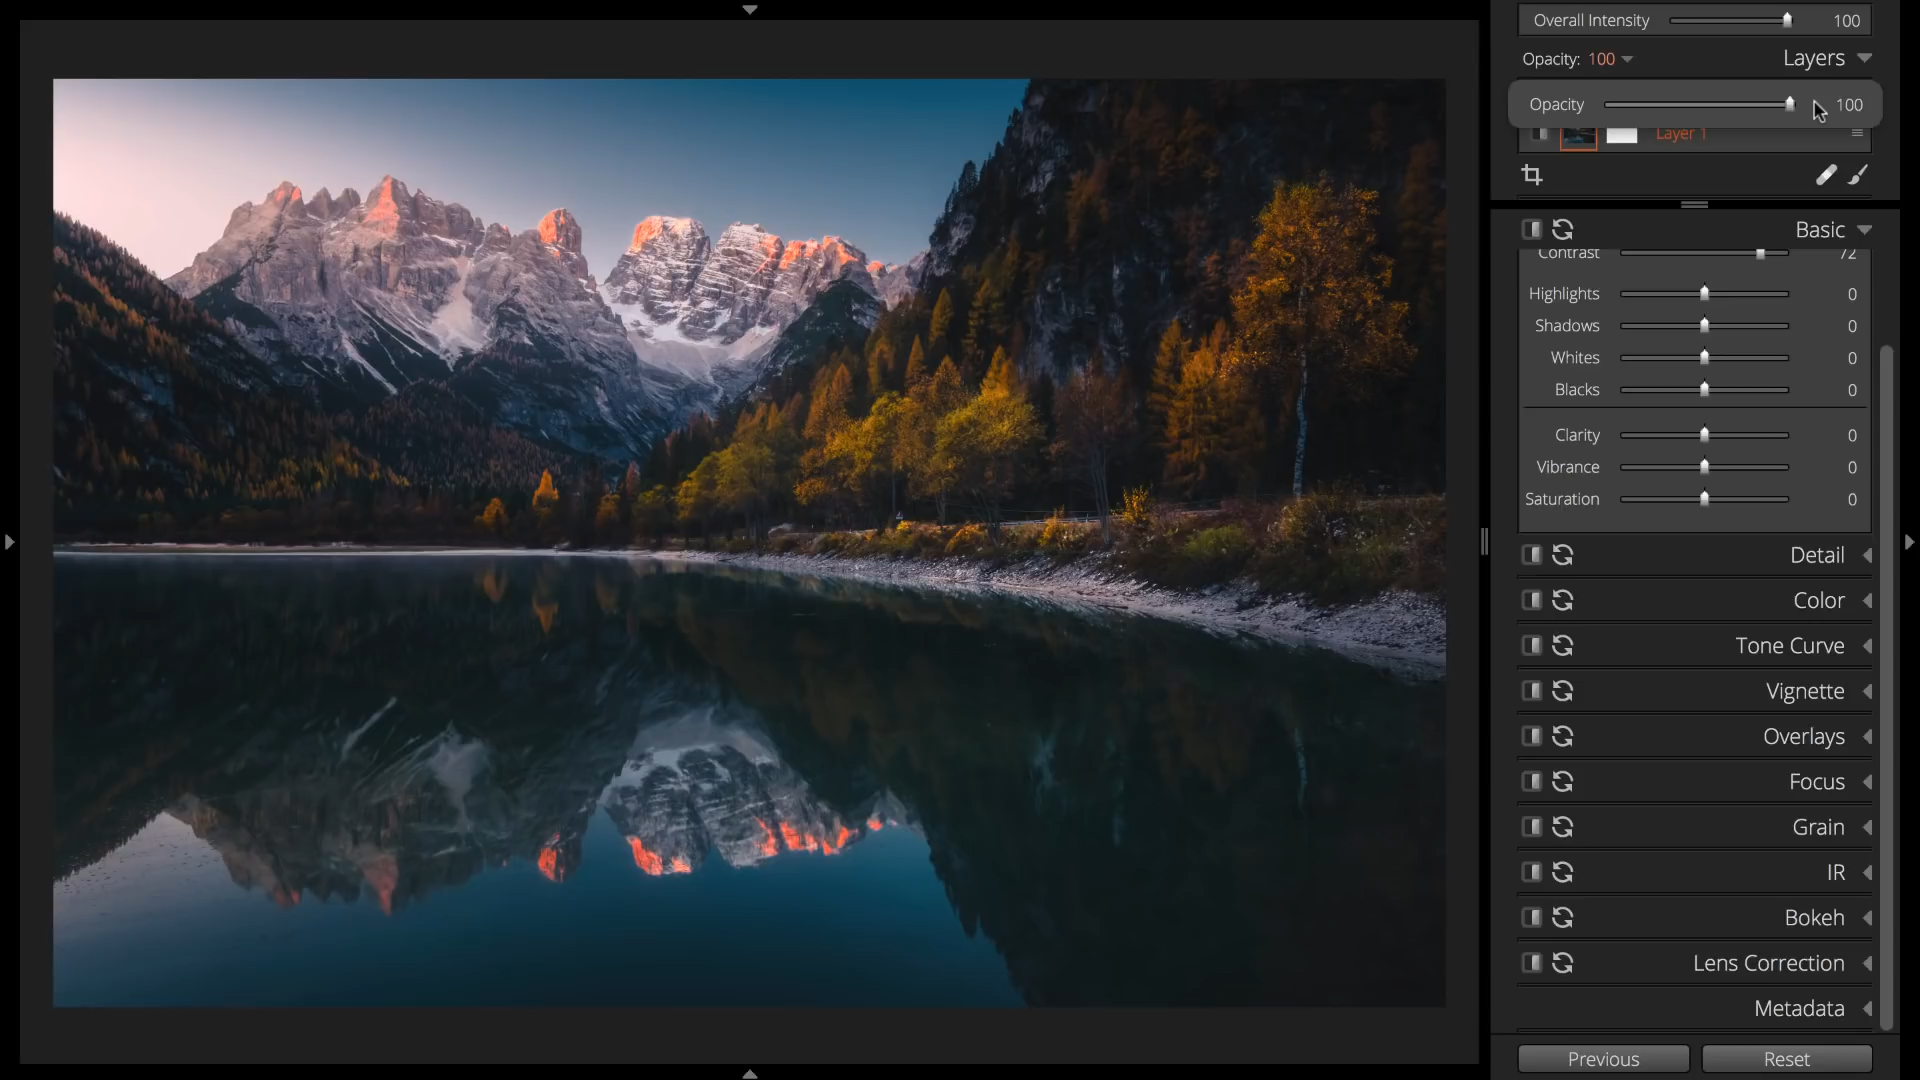 Overall Intensity 100
Opacity: 100 Layers
Opacity 100
Layer 1
Basic
Contrast 72
Highlights 0
Shadows 0
Whites 0
Blacks 0
Clarity 0
Vibrance 0
Saturation 0
Detail
Color
Tone Curve
Vignette
Overlays
Focus
Grain
IR
Bokeh
Lens Correction
Metadata
Previous Reset